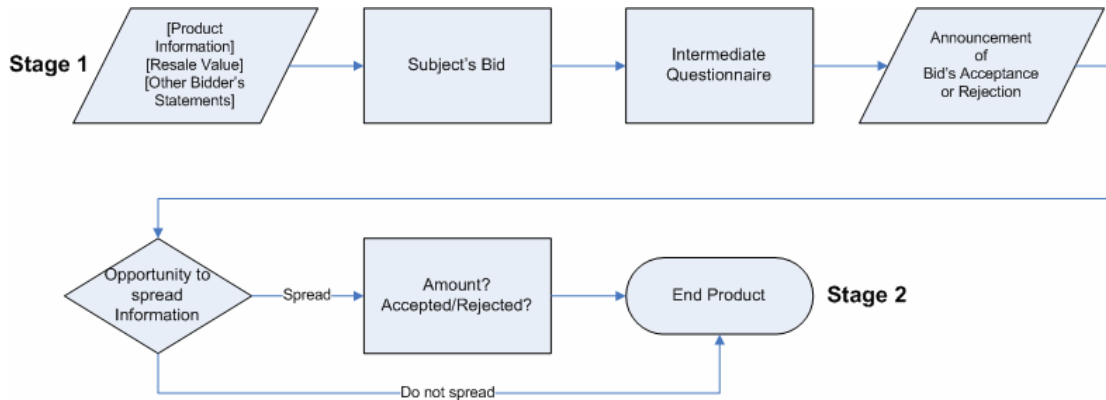 Stage 1
[Product
Information]
[Resale Value]
[Other Bidder's
Statements]
Subject's Bid
Intermediate
Questionnaire
Announcement
of
Bid's Acceptance
or Rejection
Opportunity to
spread
Information
Spread
Amount?
Accepted/Rejected?
End Product
Stage 2
Do not spread